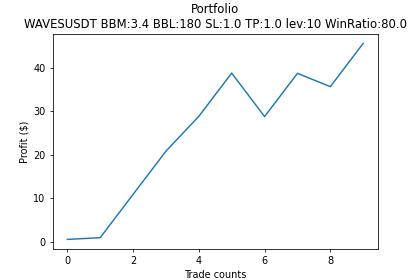 Portfolio
WAVESUSDT BBM:3.4 BBL:180 SL:1.0 TP:1.0 lev:10 WinRatio:80.0
40
30
20
10
0
Profit ($)
0 2 4 6 8
Trade counts